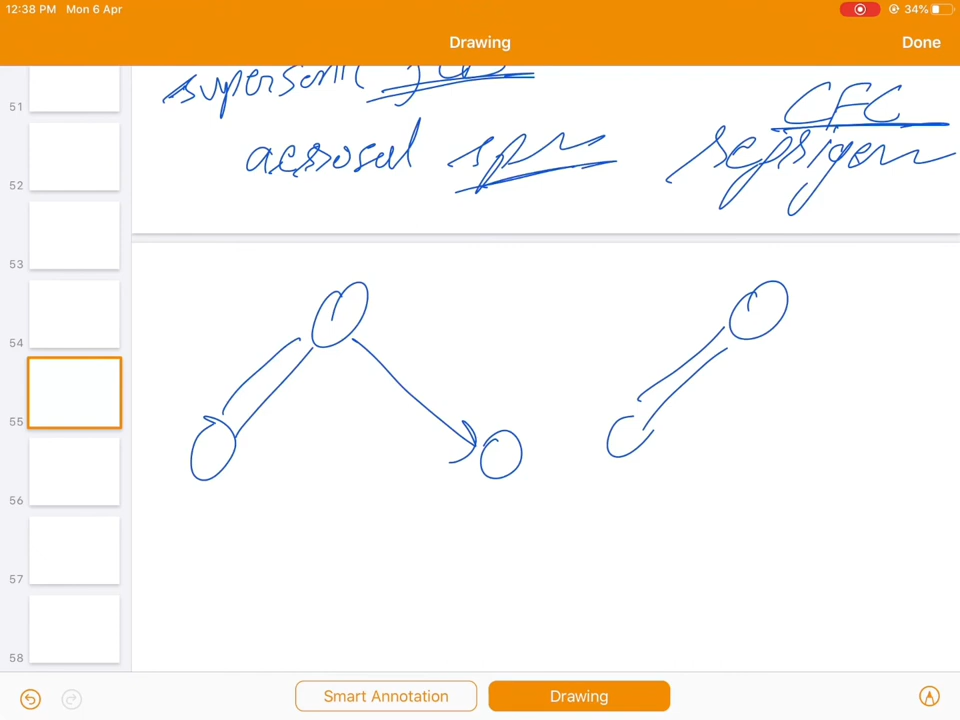 12:38 PM Mon 6 Apr 34%
Drawing Done
supersonic
CFC
aerosol
51
52
53
54
55
56
57
58
O
O
O
O
O
Smart Annotation Drawing